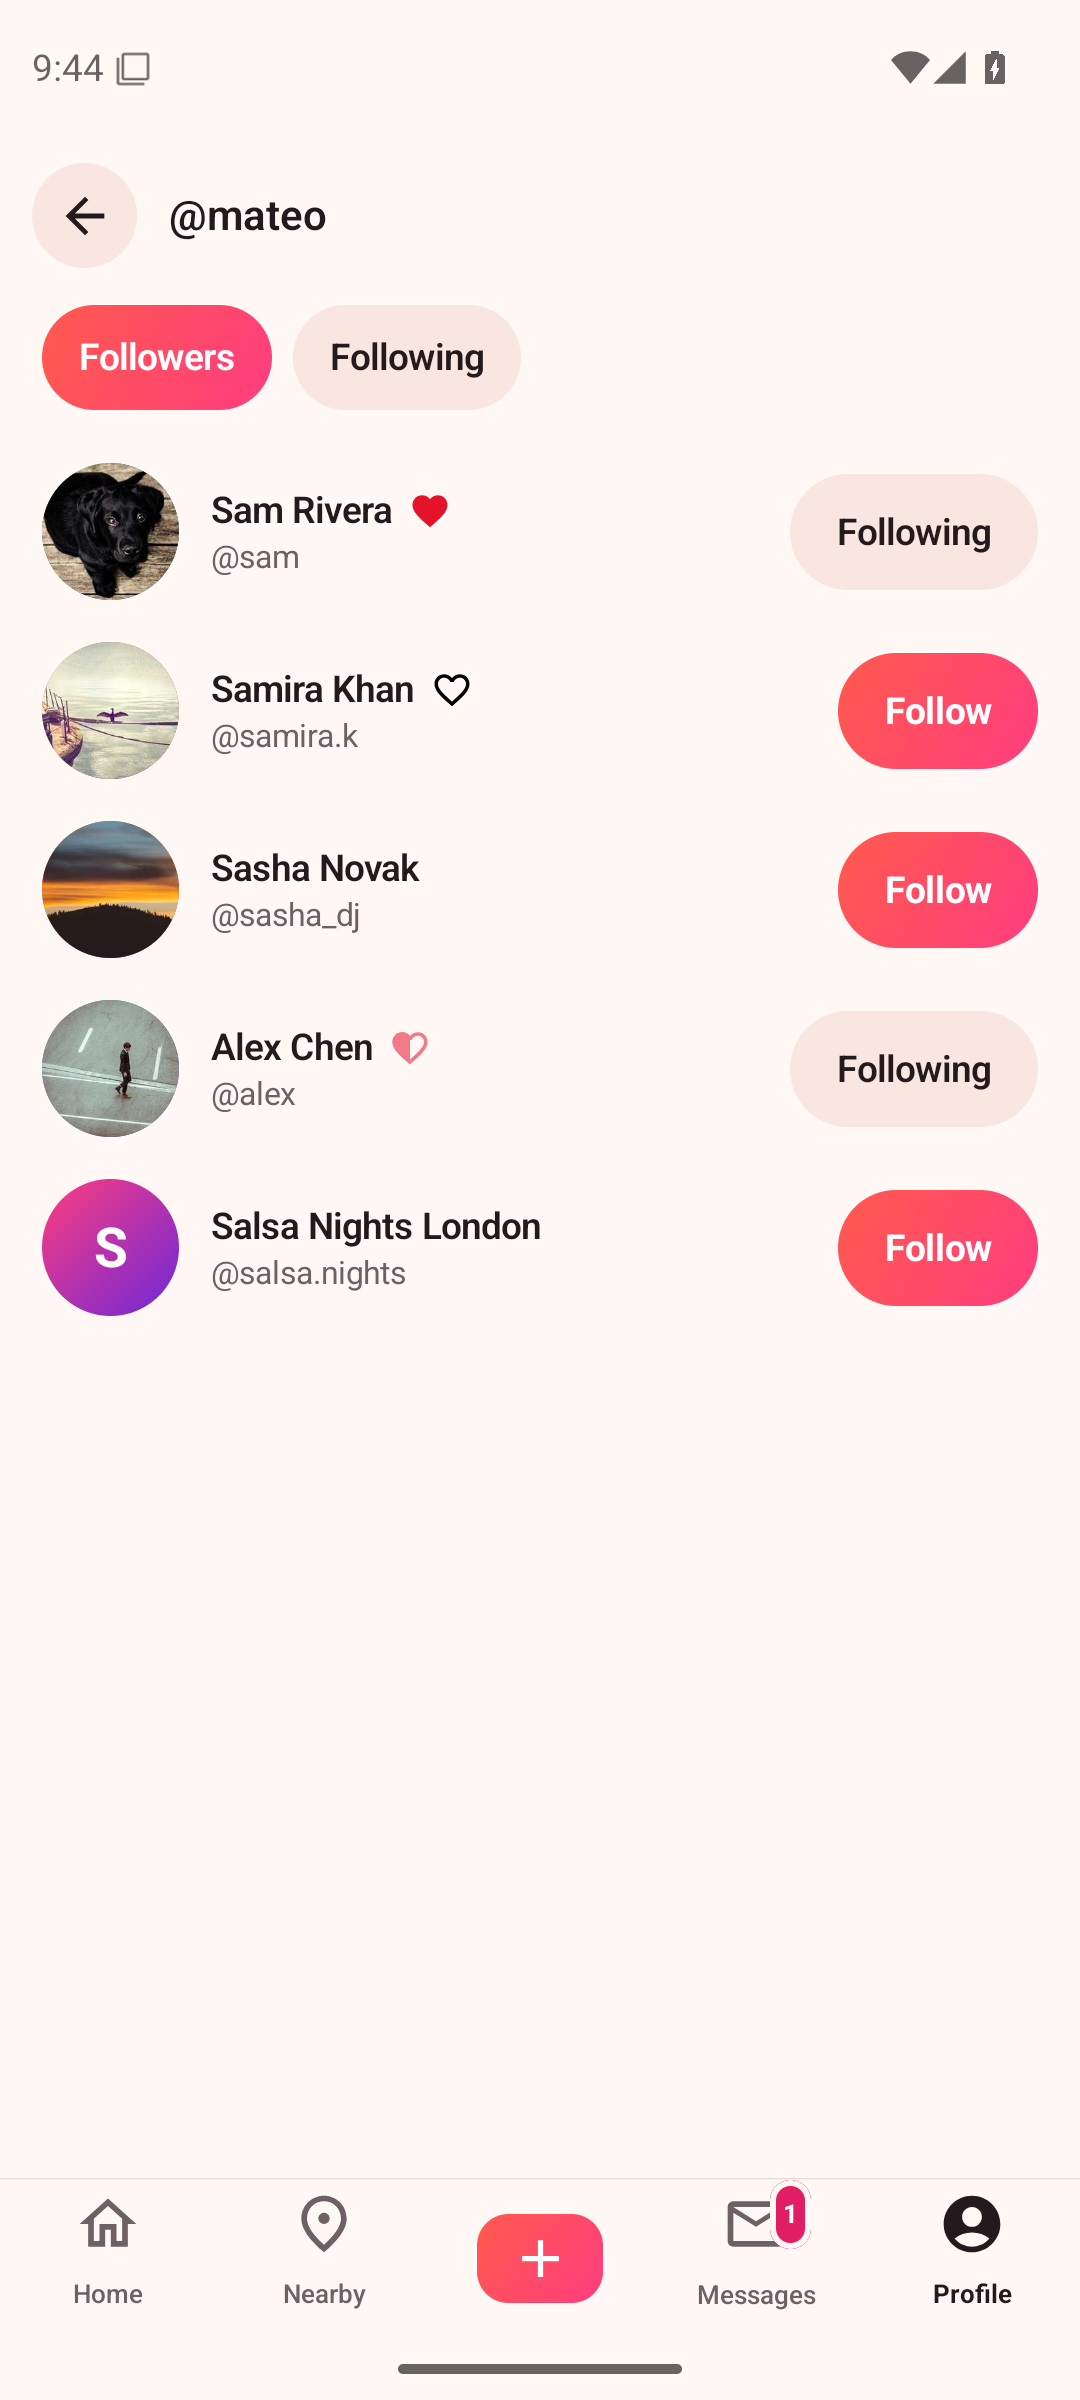 9:44
@mateo
Followers
Following
Sam Rivera
@sam
Following
Samira Khan
@samira.k
Follow
Sasha Novak
@sasha_dj
Follow
Alex Chen
@alex
Following
S
Salsa Nights London
@salsa.nights
Follow
1
Home
Nearby
Messages
Profile